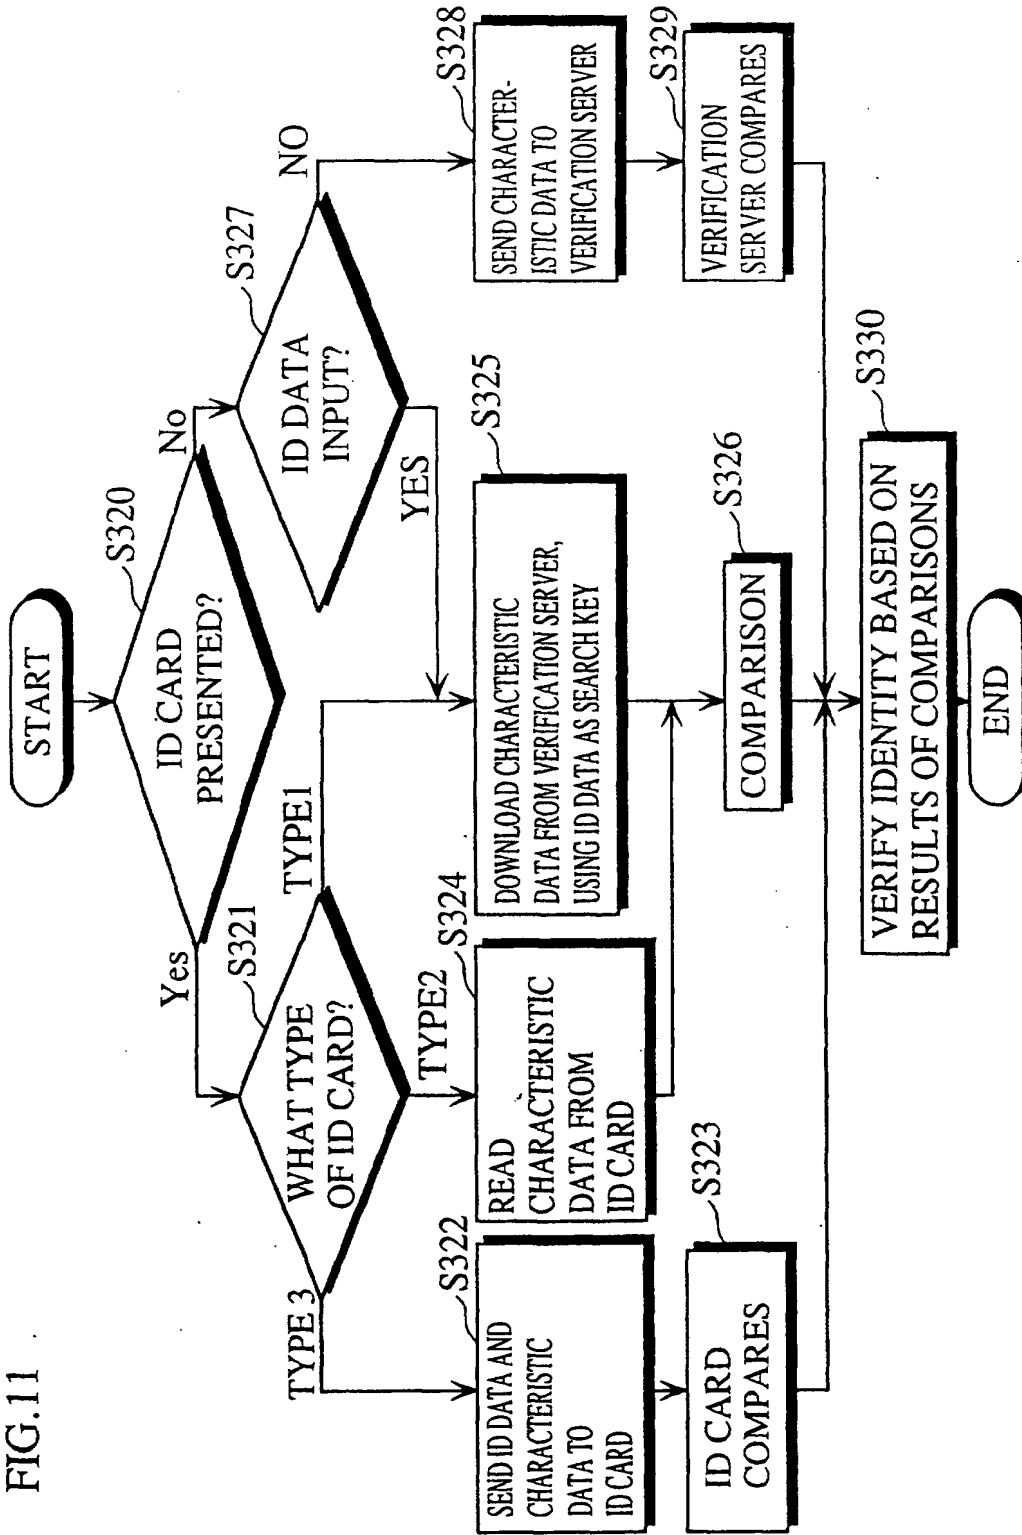 FIG.11
START
S320
ID CARD
PRESENTED?
Yes
No
S321
WHAT TYPE
OF ID CARD?
TYPE 3
TYPE2
TYPE1
S327
ID DATA
INPUT?
YES
NO
S322
SEND ID DATA AND
CHARACTERISTIC
DATA TO
ID CARD
S324
READ
CHARACTERISTIC
DATA FROM
ID CARD
S325
DOWNLOAD CHARACTERISTIC
DATA FROM VERIFICATION SERVER,
USING ID DATA AS SEARCH KEY
S328
SEND CHARACTER-
ISTIC DATA TO
VERIFICATION SERVER
S323
ID CARD
COMPARES
S326
COMPARISON
S329
VERIFICATION
SERVER COMPARES
S330
VERIFY IDENTITY BASED ON
RESULTS OF COMPARISONS
END